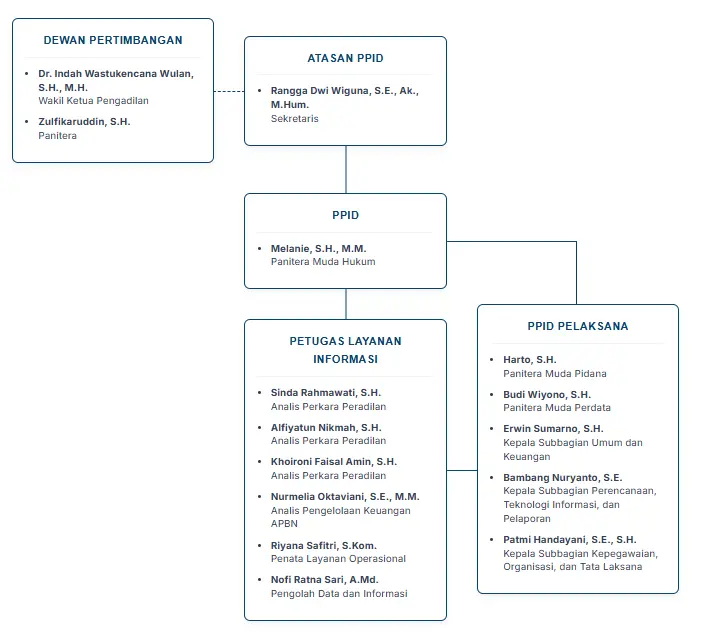 DEWAN PERTIMBANGAN
Dr. Indah Wastukencana Wulan,
S.H., M.H.
Wakil Ketua Pengadilan
Zulfikaruddin, S.H.
Panitera
ATASAN PPID
Rangga Dwi Wiguna, S.E., Ak.,
M.Hum.
Sekretaris
PPID
Melanie, S.H., M.M.
Panitera Muda Hukum
PETUGAS LAYANAN
INFORMASI
Sinda Rahmawati, S.H.
Analis Perkara Peradilan
Alfiyatun Nikmah, S.H.
Analis Perkara Peradilan
Khoironi Faisal Amin, S.H.
Analis Perkara Peradilan
Nurmelia Oktaviani, S.E., M.M.
Analis Pengelolaan Keuangan
APBN
Riyana Safitri, S.Kom.
Penata Layanan Operasional
Nofi Ratna Sari, A.Md.
Pengolah Data dan Informasi
PPID PELAKSANA
Harto, S.H.
Panitera Muda Pidana
Budi Wiyono, S.H.
Panitera Muda Perdata
Erwin Sumarno, S.H.
Kepala Subbagian Umum dan
Keuangan
Bambang Nuryanto, S.E.
Kepala Subbagian Perencanaan,
Teknologi Informasi, dan
Pelaporan
Patmi Handayani, S.E., S.H.
Kepala Subbagian Kepegawaian,
Organisasi, dan Tata Laksana